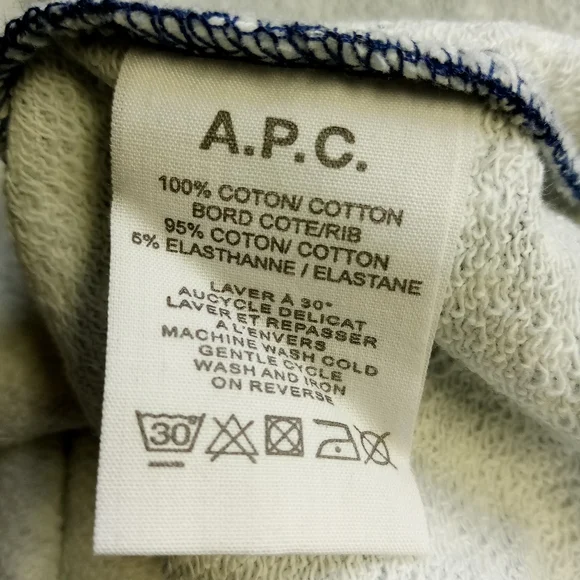 A.P.C.
100% COTON/ COTTON
BORD COTE/RIB
95% COTON/ COTTON
5% ELASTHANNE / ELASTANE
LAVER À 30°
AUCYCLE DELICAT
LAVER ET REPASSER
A L'ENVERS
MACHINE WASH COLD
GENTLE CYCLE
WASH AND IRON
ON REVERSE
30